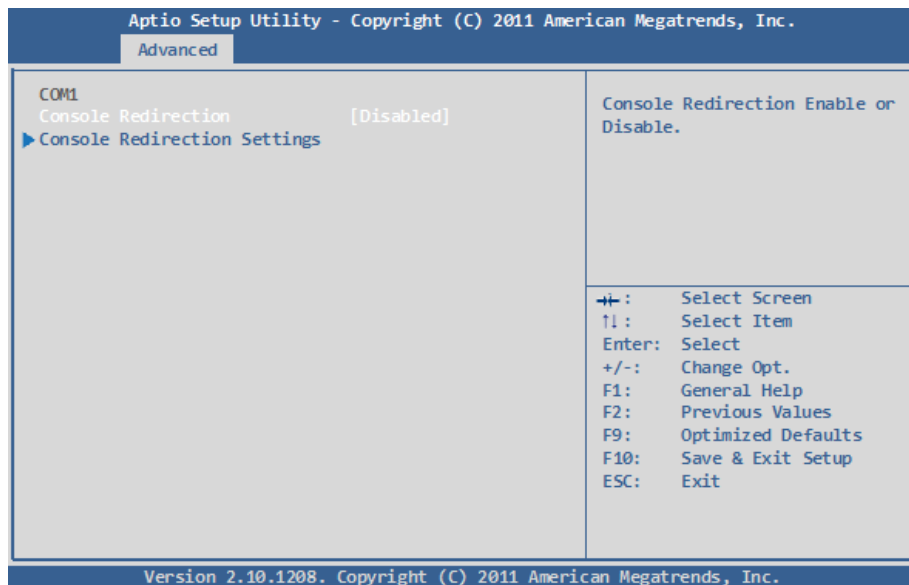 Aptio Setup Utility - Copyright (C) 2011 American Megatrends, Inc.
Advanced
COM1
Console Redirection [Disabled]
Console Redirection Settings
Console Redirection Enable or
Disable.
→←: Select Screen
↑↓: Select Item
Enter: Select
+/-: Change Opt.
F1: General Help
F2: Previous Values
F9: Optimized Defaults
F10: Save & Exit Setup
ESC: Exit
Version 2.10.1208. Copyright (C) 2011 American Megatrends, Inc.